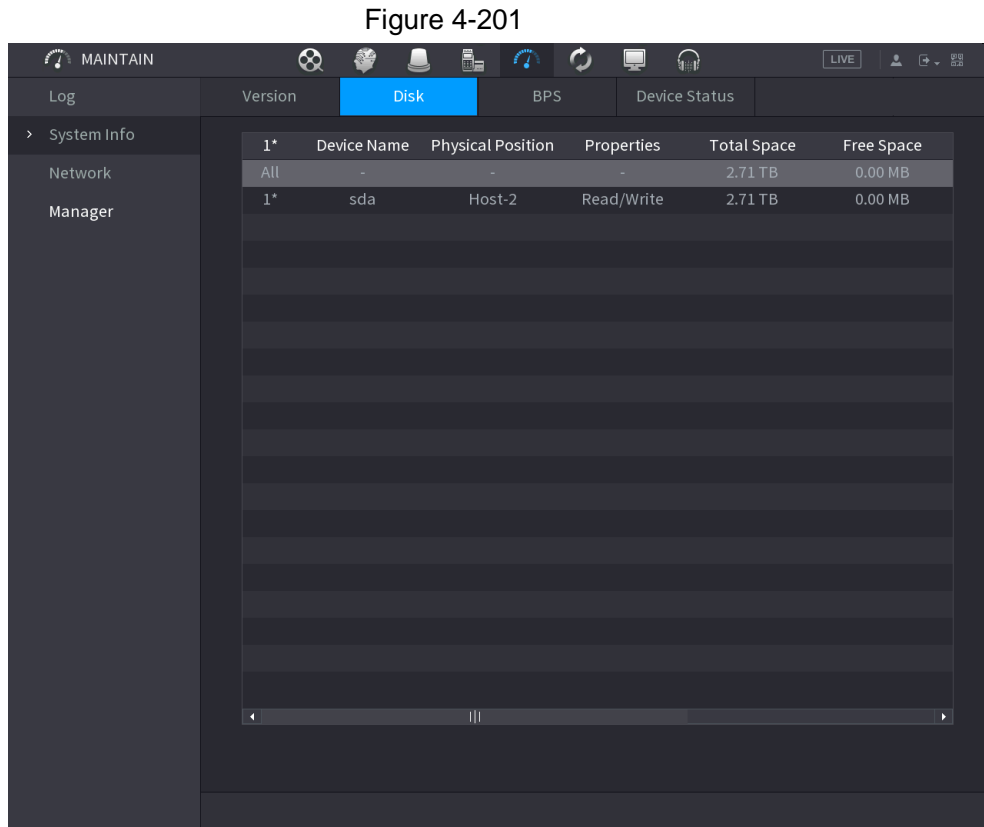 Figure 4-201
MAINTAIN LIVE
Log Version Disk BPS Device Status
System Info
1* Device Name Physical Position Properties Total Space Free Space
Network All - - - 2.71 TB 0.00 MB
1* sda Host-2 Read/Write 2.71 TB 0.00 MB
Manager